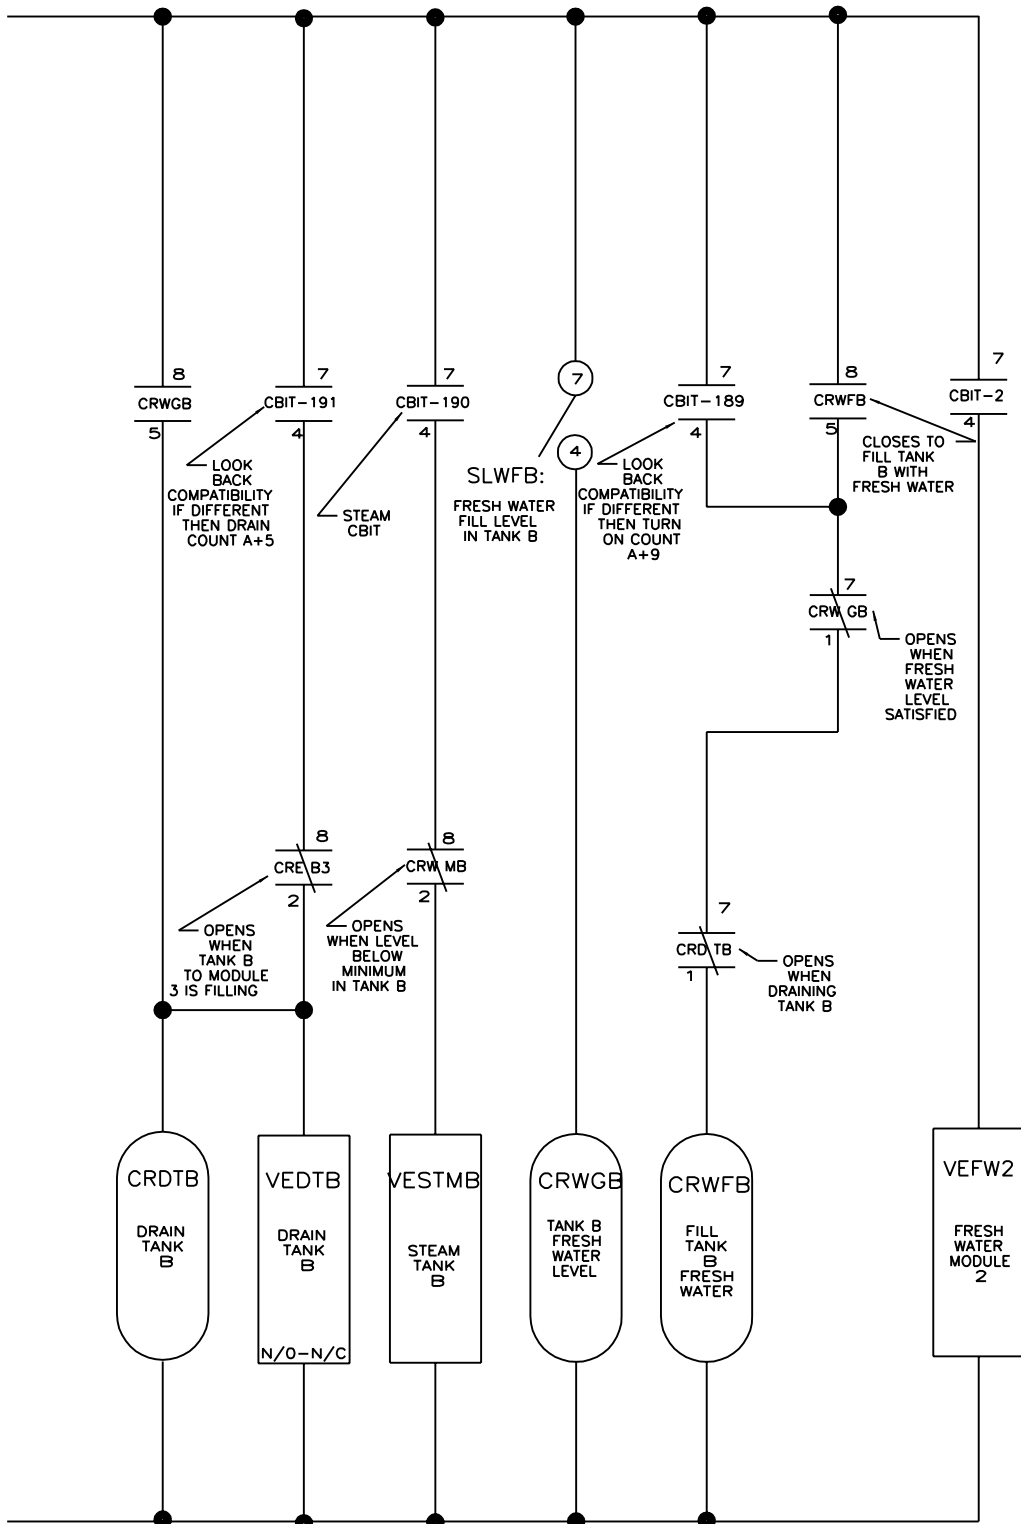 8
CRWGB
5
7
CBIT-191
4
LOOK
BACK
COMPATIBILITY
IF DIFFERENT
THEN DRAIN
COUNT A+5
7
CBIT-190
4
STEAM
CBIT
7
4
SLWFB:
FRESH WATER
FILL LEVEL
IN TANK B
7
CBIT-189
4
LOOK
BACK
COMPATIBILITY
IF DIFFERENT
THEN TURN
ON COUNT
A+9
8
CRWFB
5
CLOSES TO
FILL TANK
B WITH
FRESH WATER
7
CBIT-2
4
7
CRW GB
1
OPENS
WHEN
FRESH
WATER
LEVEL
SATISFIED
8
CRE B3
2
OPENS
WHEN
TANK B
TO MODULE
3 IS FILLING
8
CRW MB
2
OPENS
WHEN LEVEL
BELOW
MINIMUM
IN TANK B
7
CRD TB
1
OPENS
WHEN
DRAINING
TANK B
CRDTB
DRAIN
TANK
B
VEDTB
DRAIN
TANK
B
N/O-N/C
VESTMB
STEAM
TANK
B
CRWGB
TANK B
FRESH
WATER
LEVEL
CRWFB
FILL
TANK
B
FRESH
WATER
VEFW2
FRESH
WATER
MODULE
2